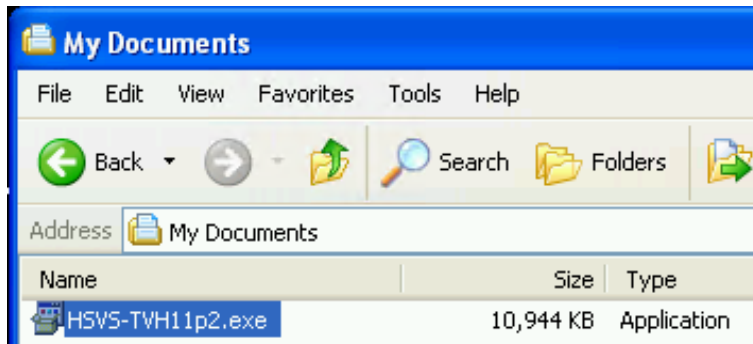 My Documents
File Edit View Favorites Tools Help
Back Search Folders
Address My Documents
Name Size Type
HSVS-TVH11p2.exe 10,944 KB Application